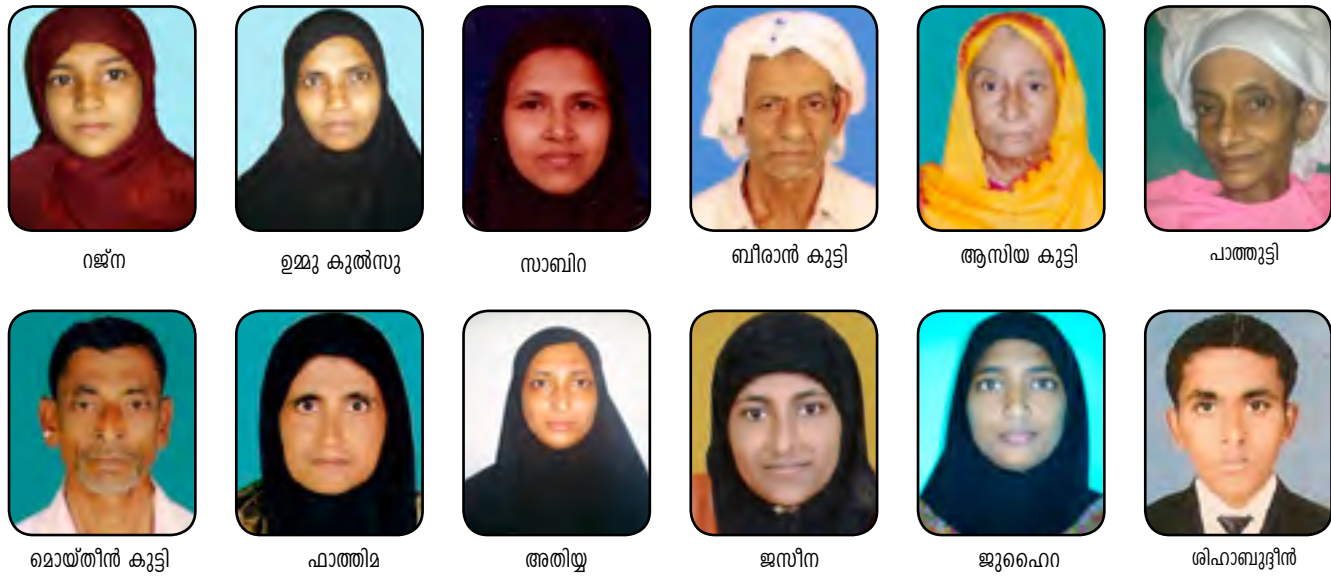 റജ്ന
ഉമ്മു കുൽസു
സാബിറ
ബീരാൻ കുട്ടി
ആസിയ കുട്ടി
പാത്തുട്ടി
മൊയ്തീൻ കുട്ടി
ഫാത്തിമ
അതിയ്യ
ജസീന
ജുഹൈറ
ശിഹാബുദ്ദീൻ